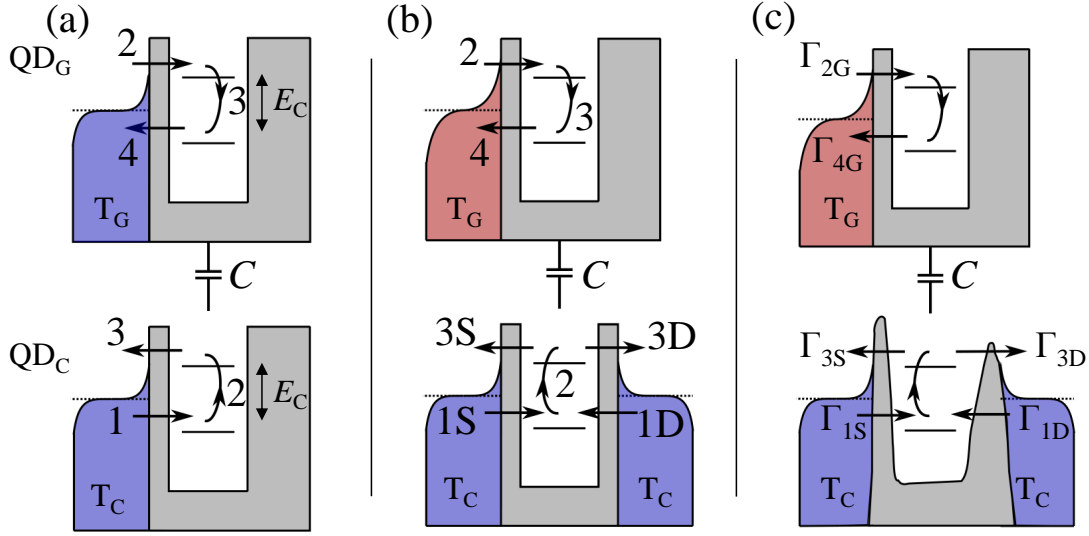 (a)
QD_G
2
3
E_C
4
T_G
C
3
QD_C
2
E_C
1
T_C
(b)
2
3
4
T_G
3S
3D
2
1S
1D
T_C
T_C
(c)
Γ_2G
Γ_4G
T_G
C
Γ_3S
Γ_3D
Γ_1S
Γ_1D
T_C
T_C